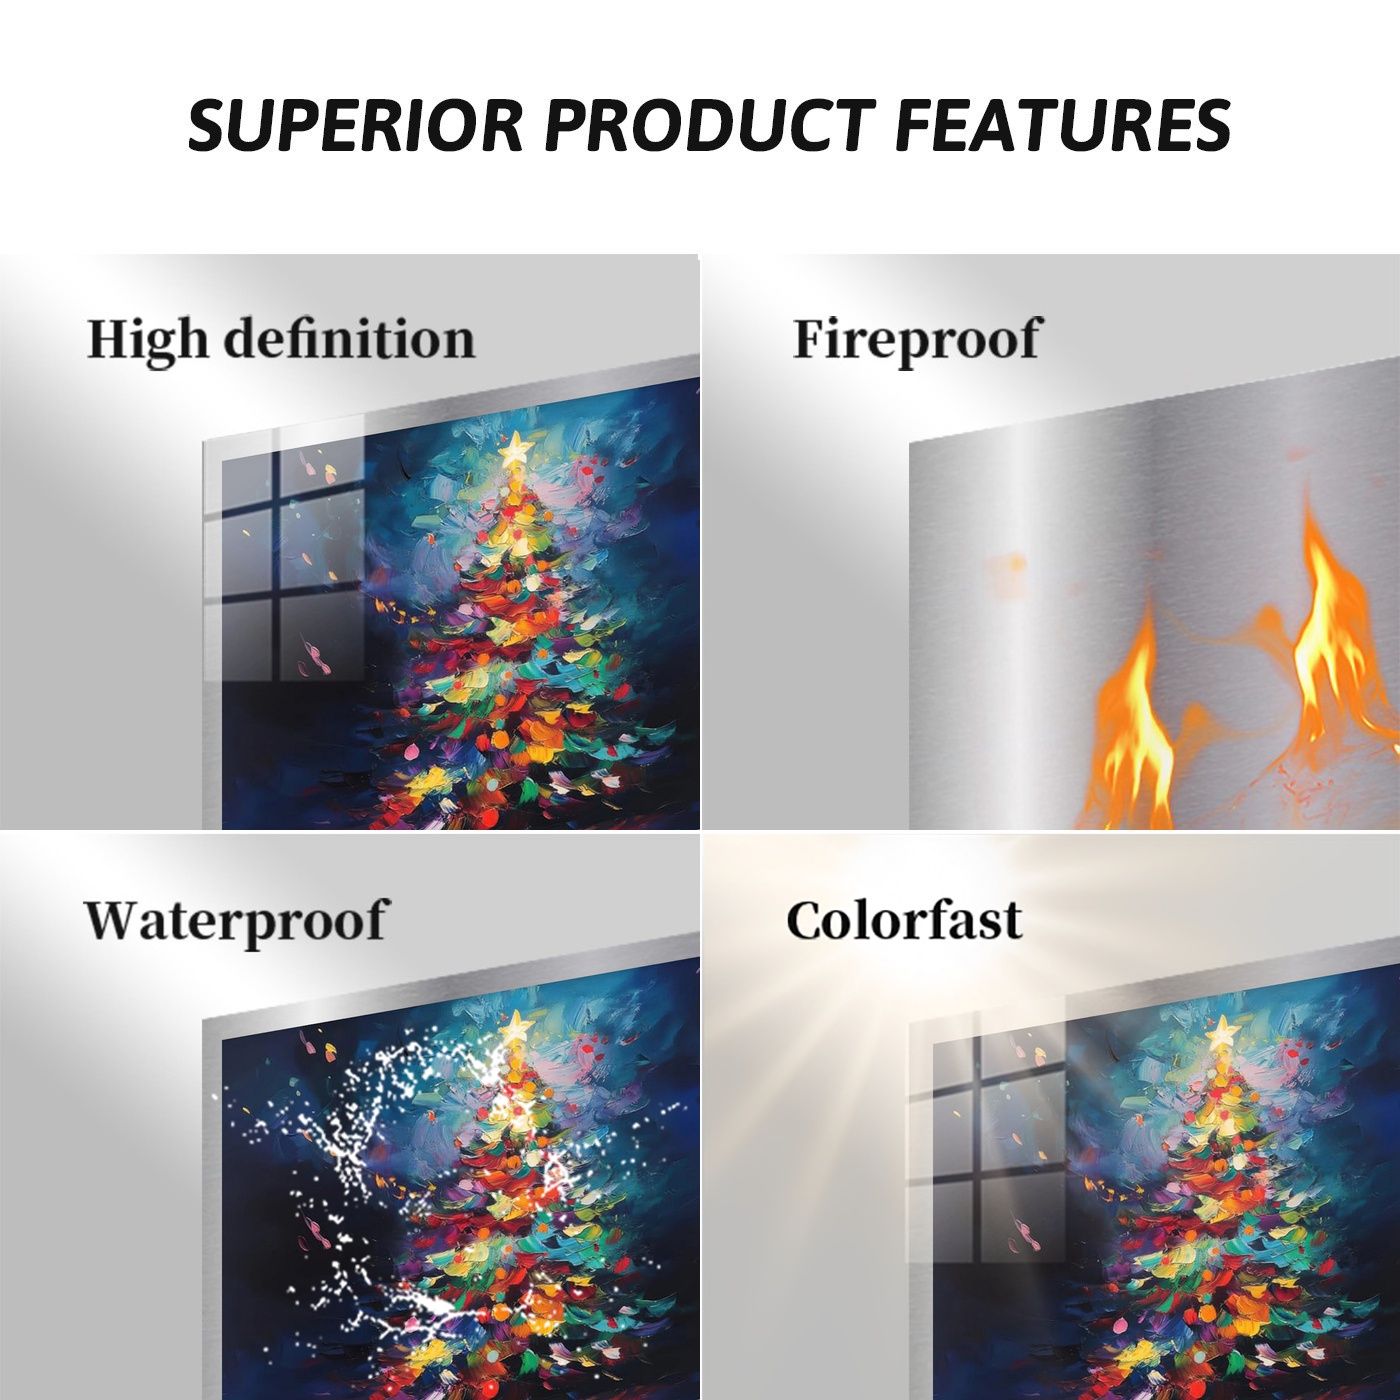 SUPERIOR PRODUCT FEATURES
High definition
Fireproof
Waterproof
Colorfast